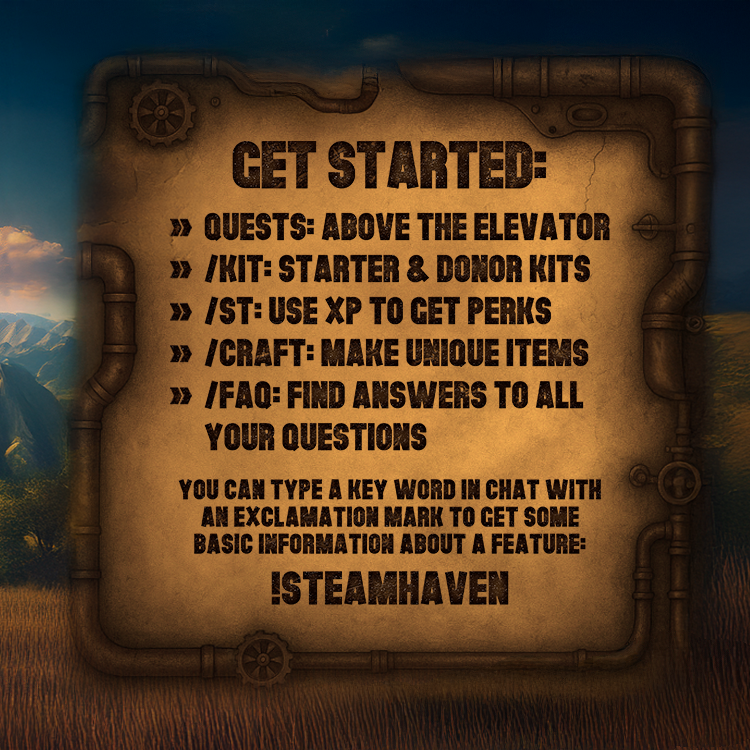 GET STARTED:
» QUESTS: ABOVE THE ELEVATOR
» /KIT: STARTER & DONOR KITS
» /ST: USE XP TO GET PERKS
» /CRAFT: MAKE UNIQUE ITEMS
» /FAQ: FIND ANSWERS TO ALL
YOUR QUESTIONS
YOU CAN TYPE A KEY WORD IN CHAT WITH
AN EXCLAMATION MARK TO GET SOME
BASIC INFORMATION ABOUT A FEATURE:
!STEAMHAVEN